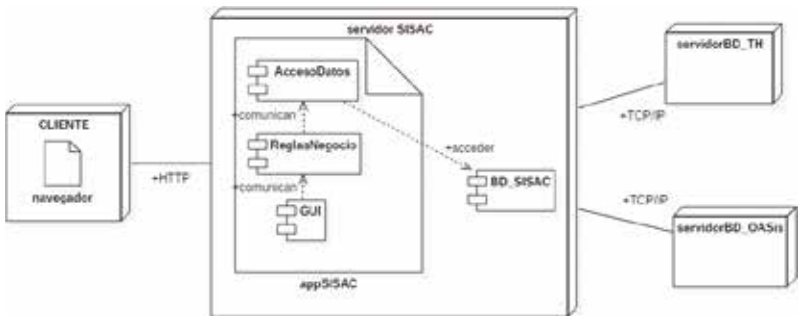 servidor SISAC
AccesoDatos
+comunican
ReglasNegocio
+comunican
GUI
appSISAC
+acceder
BD_SISAC
CLIENTE
navegador
+HTTP
servidorBD_TH
+TCP/IP
+TCP/IP
servidorBD_OASis